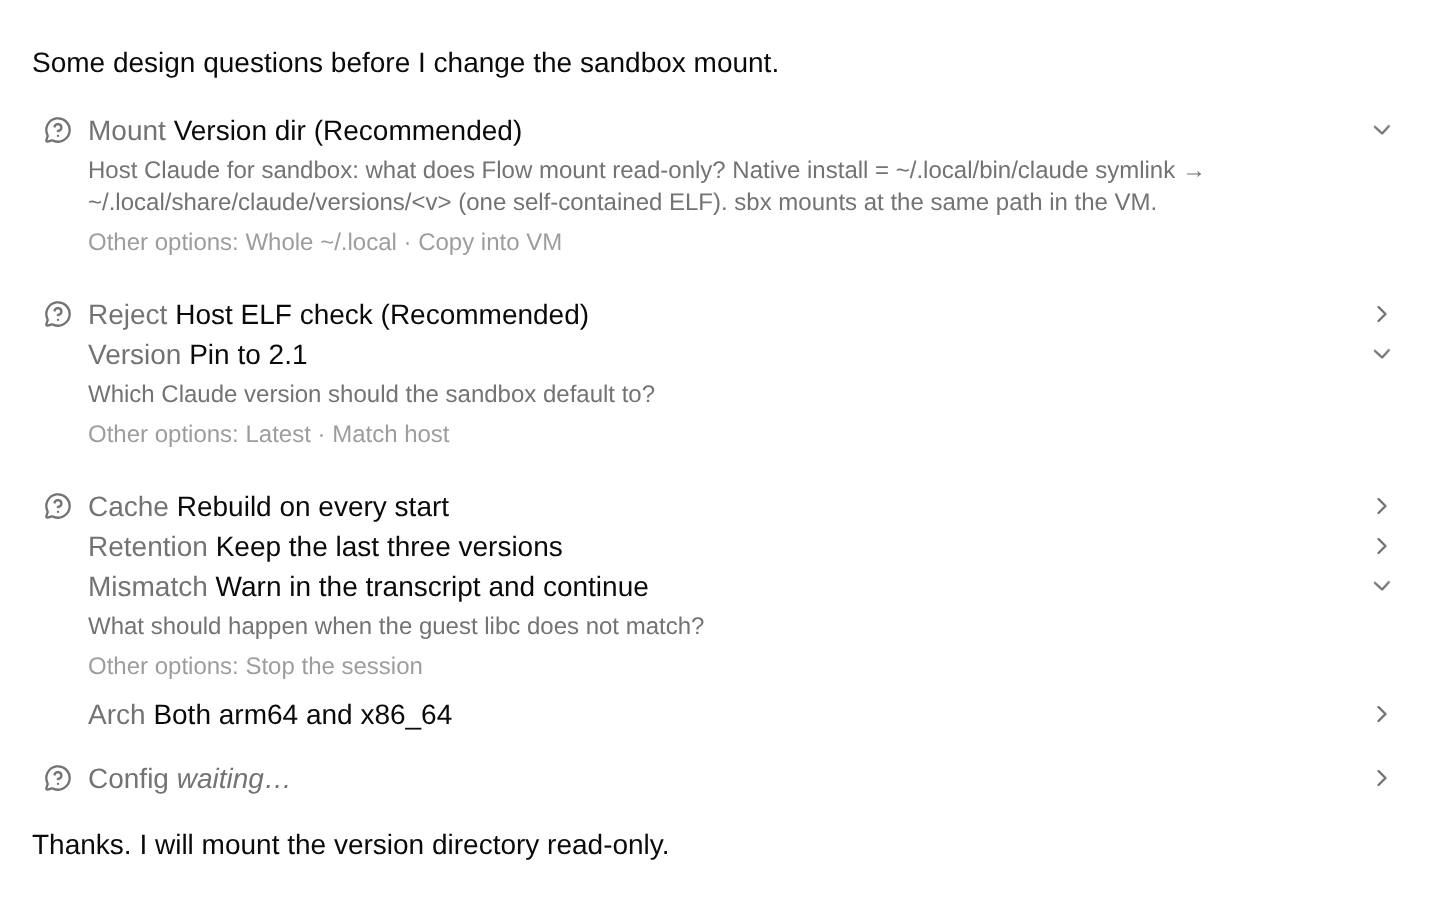 Some design questions before I change the sandbox mount.
Mount Version dir (Recommended)
Host Claude for sandbox: what does Flow mount read-only? Native install = ~/.local/bin/claude symlink →
~/.local/share/claude/versions/<v> (one self-contained ELF). sbx mounts at the same path in the VM.
Other options: Whole ~/.local · Copy into VM
Reject Host ELF check (Recommended)
Version Pin to 2.1
Which Claude version should the sandbox default to?
Other options: Latest · Match host
Cache Rebuild on every start
Retention Keep the last three versions
Mismatch Warn in the transcript and continue
What should happen when the guest libc does not match?
Other options: Stop the session
Arch Both arm64 and x86_64
Config waiting…
Thanks. I will mount the version directory read-only.